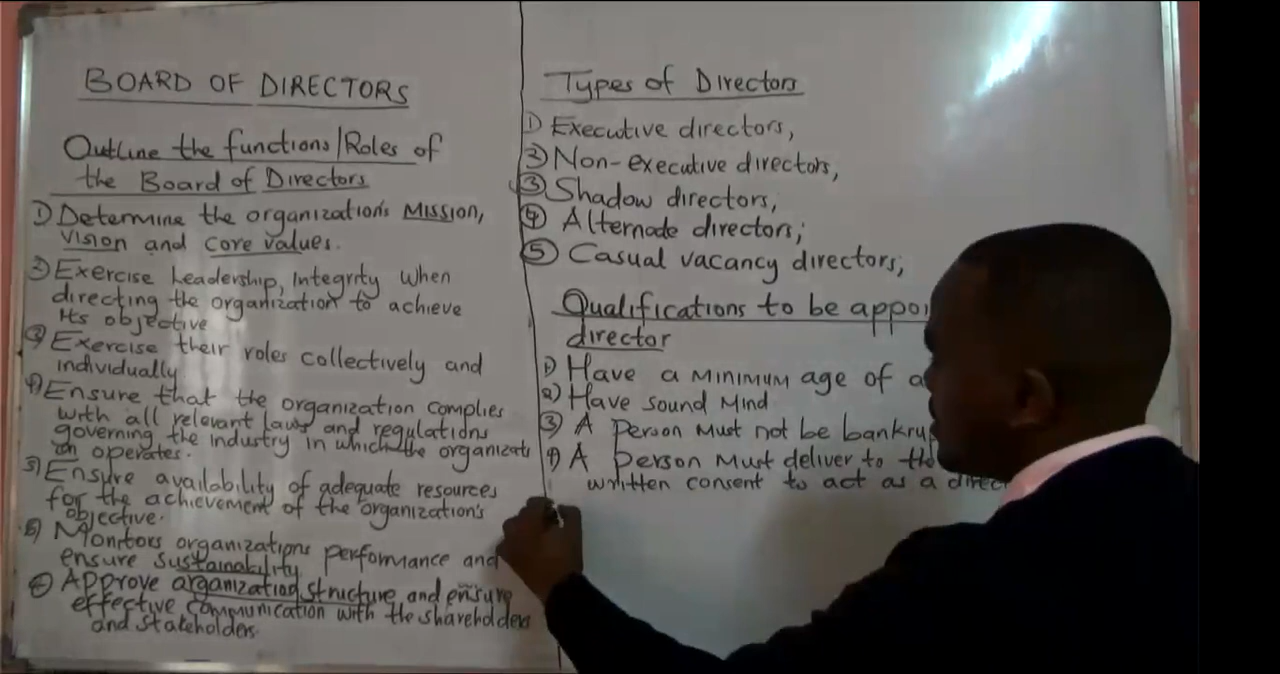 BOARD OF DIRECTORS
Outline the functions/Roles of
the Board of Directors
1) Determine the organization's Mission,
Vision and core values.
2) Exercise Leadership, Integrity when
directing the organization to achieve
its objective
3) Exercise their roles collectively and
individually
4) Ensure that the organization complies
with all relevant laws and regulations
governing the industry in which the organizati
on operates.
5) Ensure availability of adequate resources
for the achievement of the organization's
objective.
6) Monitors organizations performance and
ensure sustainability
7) Approve organization structure and ensure
effective communication with the shareholders
and stakeholders.
Types of Directors
1) Executive directors,
2) Non-executive directors,
3) Shadow directors,
4) Alternate directors;
5) Casual vacancy directors;
Qualifications to be
director
1) Have a minimum age of
2) Have sound mind
3) A person must not be
4) A person must deliver to the
written consent to act as a